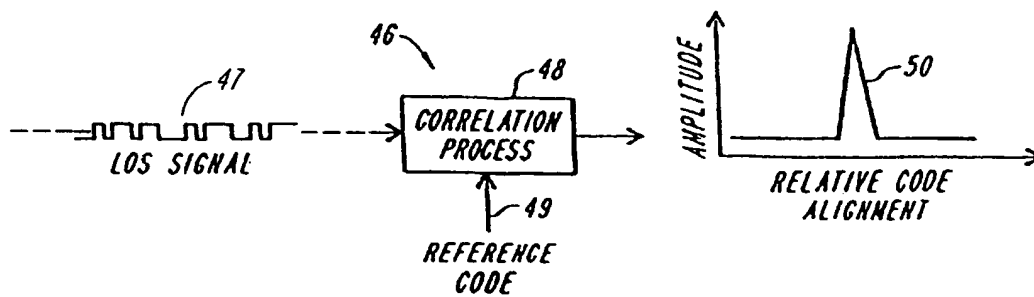 46
47
48
50
LOS SIGNAL
CORRELATION
PROCESS
49
REFERENCE
CODE
AMPLITUDE
RELATIVE CODE
ALIGNMENT